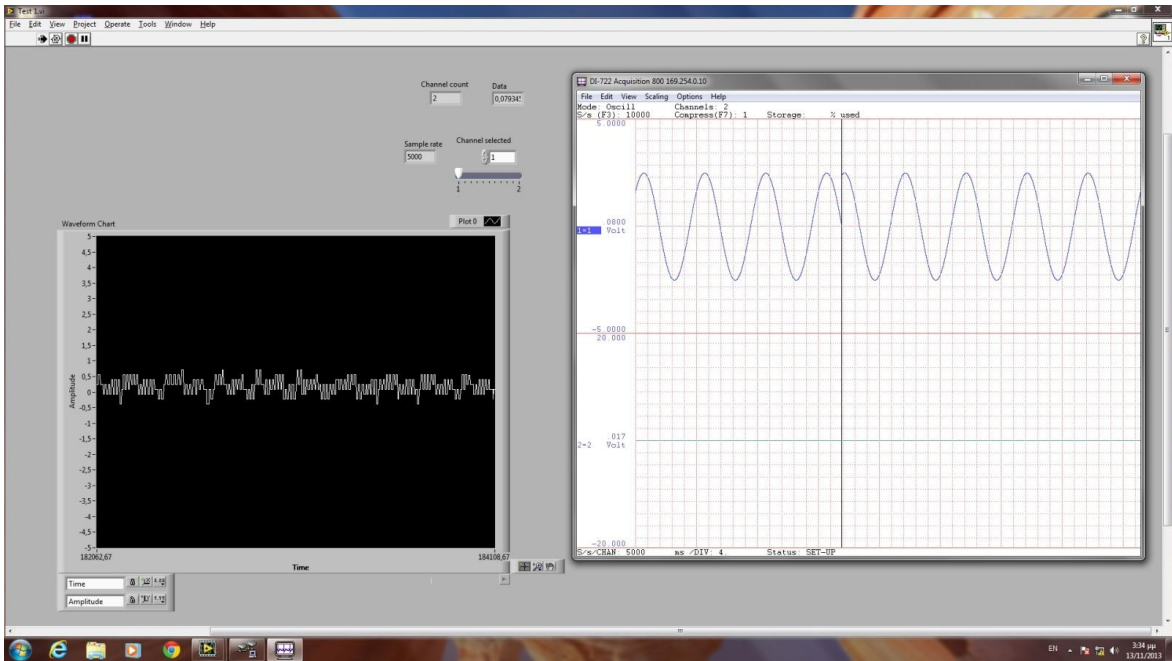 Test 1.vi
File Edit View Project Operate Tools Window Help
Channel count
2
Data
0,07934
Sample rate
5000
Channel selected
1
1 2
Waveform Chart
Plot 0
5
4,5
4
3,5
3
2,5
2
1,5
1
0,5
0
-0,5
-1
-1,5
-2
-2,5
-3
-3,5
-4
-4,5
-5
Amplitude
182062,67 184108,67
Time
Time
Amplitude
DI-722 Acquisition 800 169.254.0.10
File Edit View Scaling Options Help
Mode: Oscill Channels: 2
S/s (F3): 10000 Compress(F7): 1 Storage: % used
5.0000
.0000
1=1 Volt
-5.0000
20.000
.017
2=2 Volt
-20.000
S/s/CHAN: 5000 ms /DIV: 4. Status: SET-UP
EN
3:34 μμ
13/11/2013